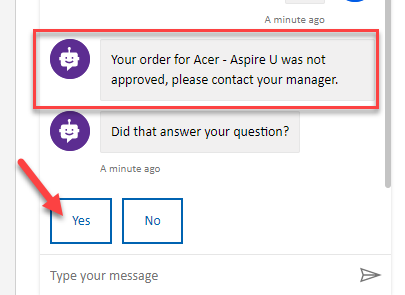 A minute ago
Your order for Acer - Aspire U was not
approved, please contact your manager.
Did that answer your question?
A minute ago
Yes
No
Type your message